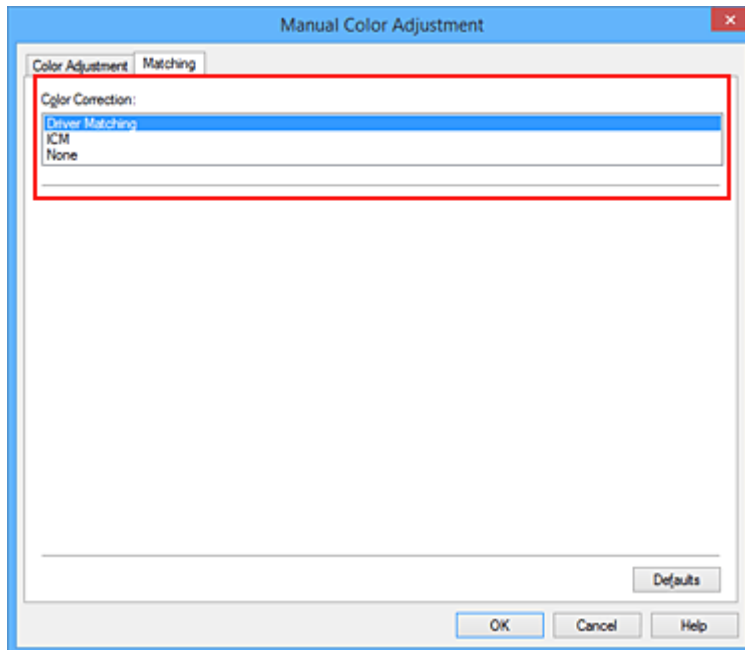 Manual Color Adjustment
Color Adjustment Matching
Color Correction:
Driver Matching
ICM
None
Defaults
OK Cancel Help